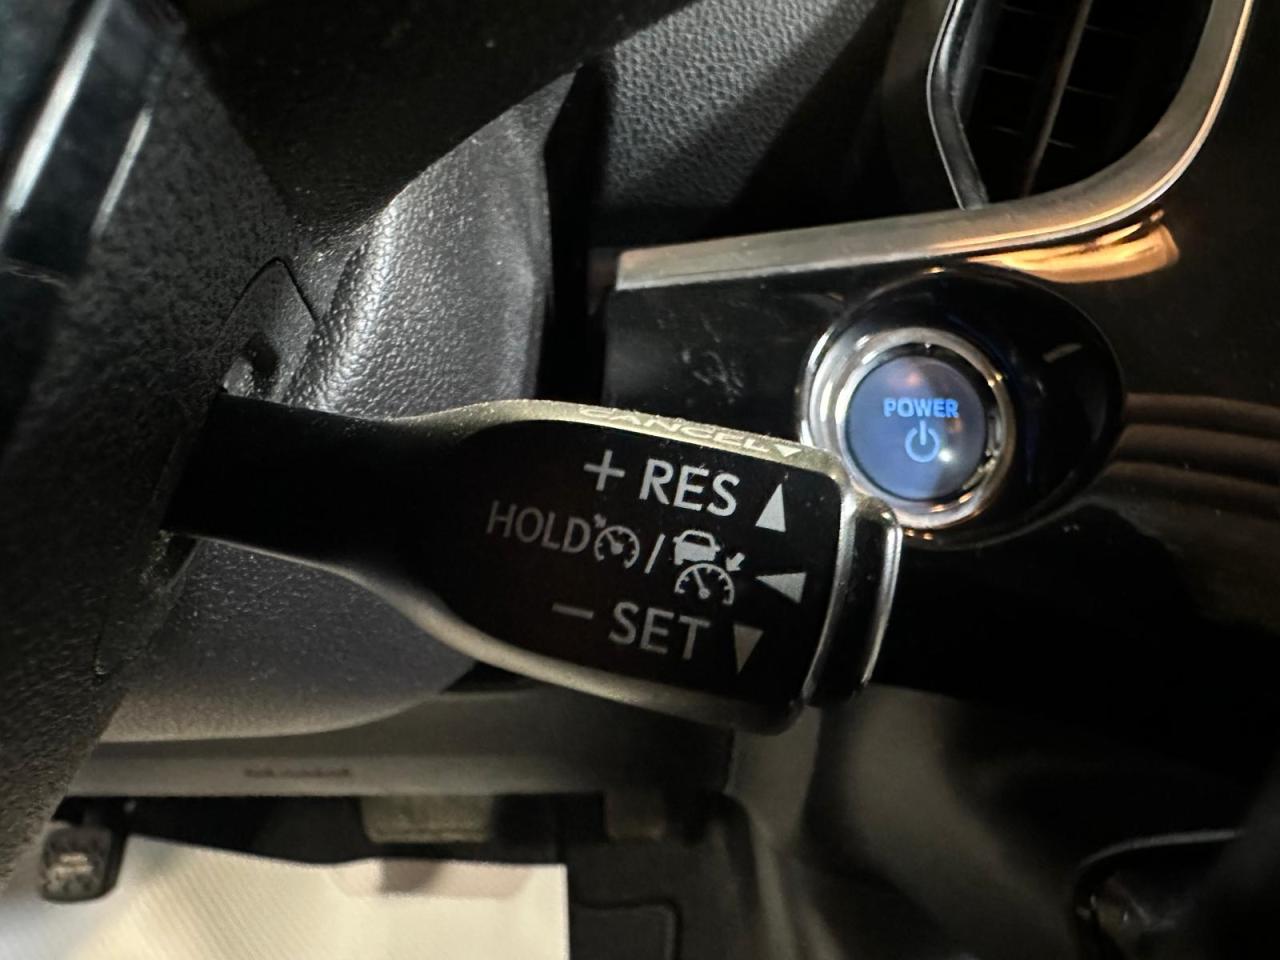 CANCEL▼
+ RES ▲
HOLD / ◀
− SET ▼
POWER